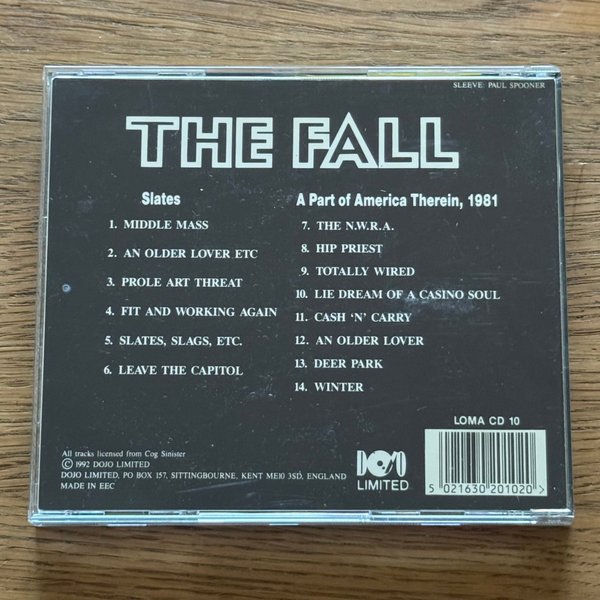 SLEEVE: PAUL SPOONER
THE FALL
Slates
1. MIDDLE MASS
2. AN OLDER LOVER ETC
3. PROLE ART THREAT
4. FIT AND WORKING AGAIN
5. SLATES, SLAGS, ETC.
6. LEAVE THE CAPITOL
A Part of America Therein, 1981
7. THE N.W.R.A.
8. HIP PRIEST
9. TOTALLY WIRED
10. LIE DREAM OF A CASINO SOUL
11. CASH 'N' CARRY
12. AN OLDER LOVER
13. DEER PARK
14. WINTER
All tracks licensed from Cog Sinister
© 1992 DOJO LIMITED
DOJO LIMITED, PO BOX 157, SITTINGBOURNE, KENT ME10 3SD, ENGLAND
MADE IN EEC
DOJO
LIMITED
LOMA CD 10
5 021630 201020 >